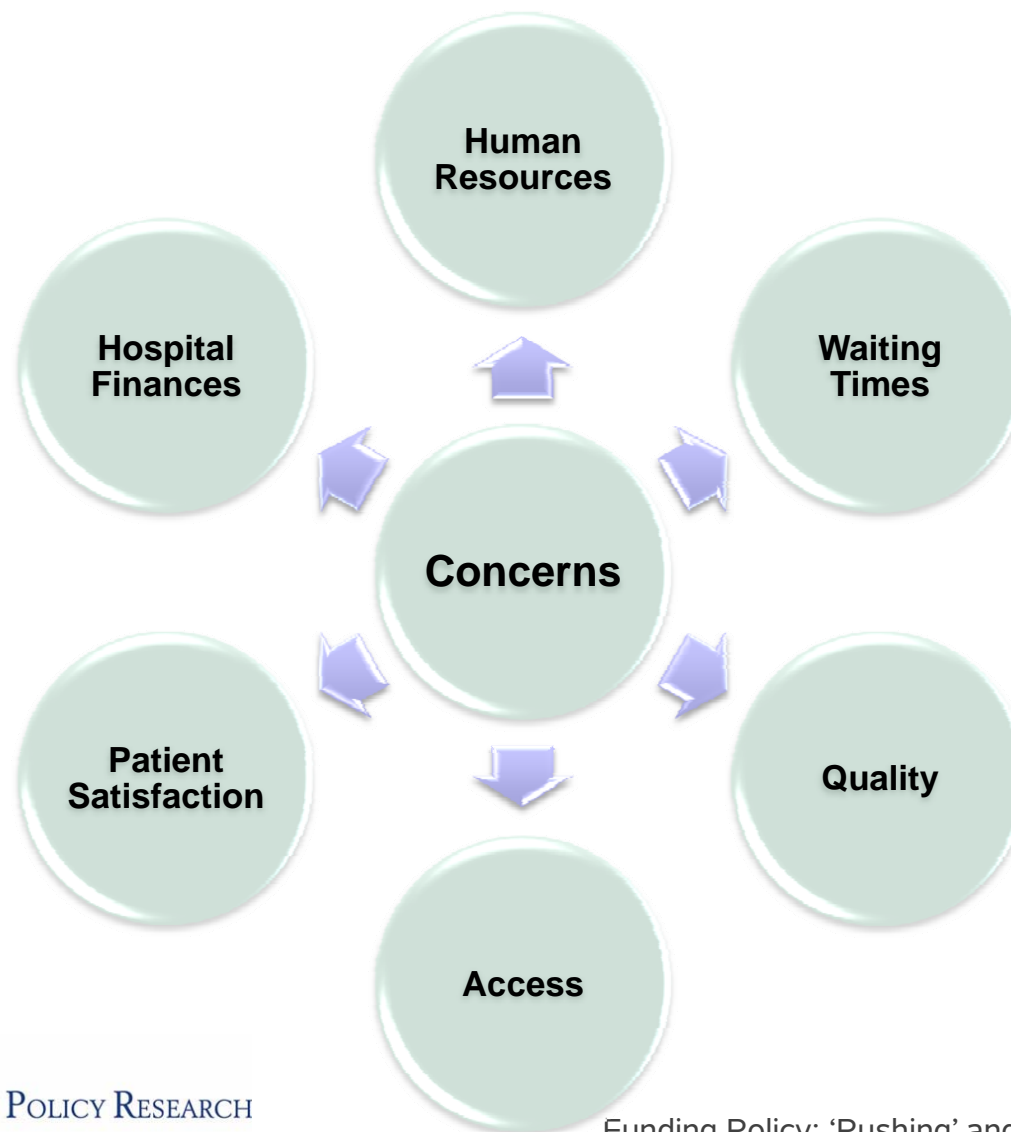 Human
Resources
Hospital
Finances
Waiting
Times
Concerns
Patient
Satisfaction
Quality
Access
POLICY RESEARCH
Funding Policy: ‘Pushing’ and